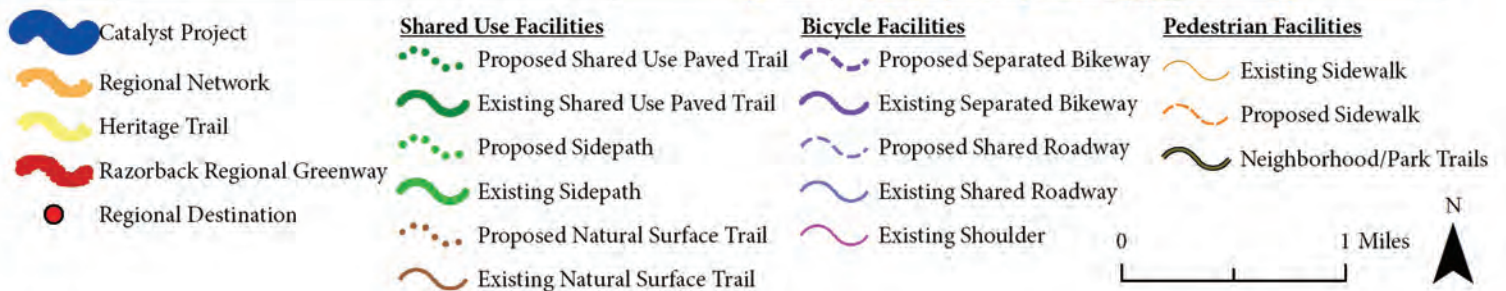 Catalyst Project
Regional Network
Heritage Trail
Razorback Regional Greenway
Regional Destination
Shared Use Facilities
Proposed Shared Use Paved Trail
Existing Shared Use Paved Trail
Proposed Sidepath
Existing Sidepath
Proposed Natural Surface Trail
Existing Natural Surface Trail
Bicycle Facilities
Proposed Separated Bikeway
Existing Separated Bikeway
Proposed Shared Roadway
Existing Shared Roadway
Existing Shoulder
Pedestrian Facilities
Existing Sidewalk
Proposed Sidewalk
Neighborhood/Park Trails
0 1 Miles
N